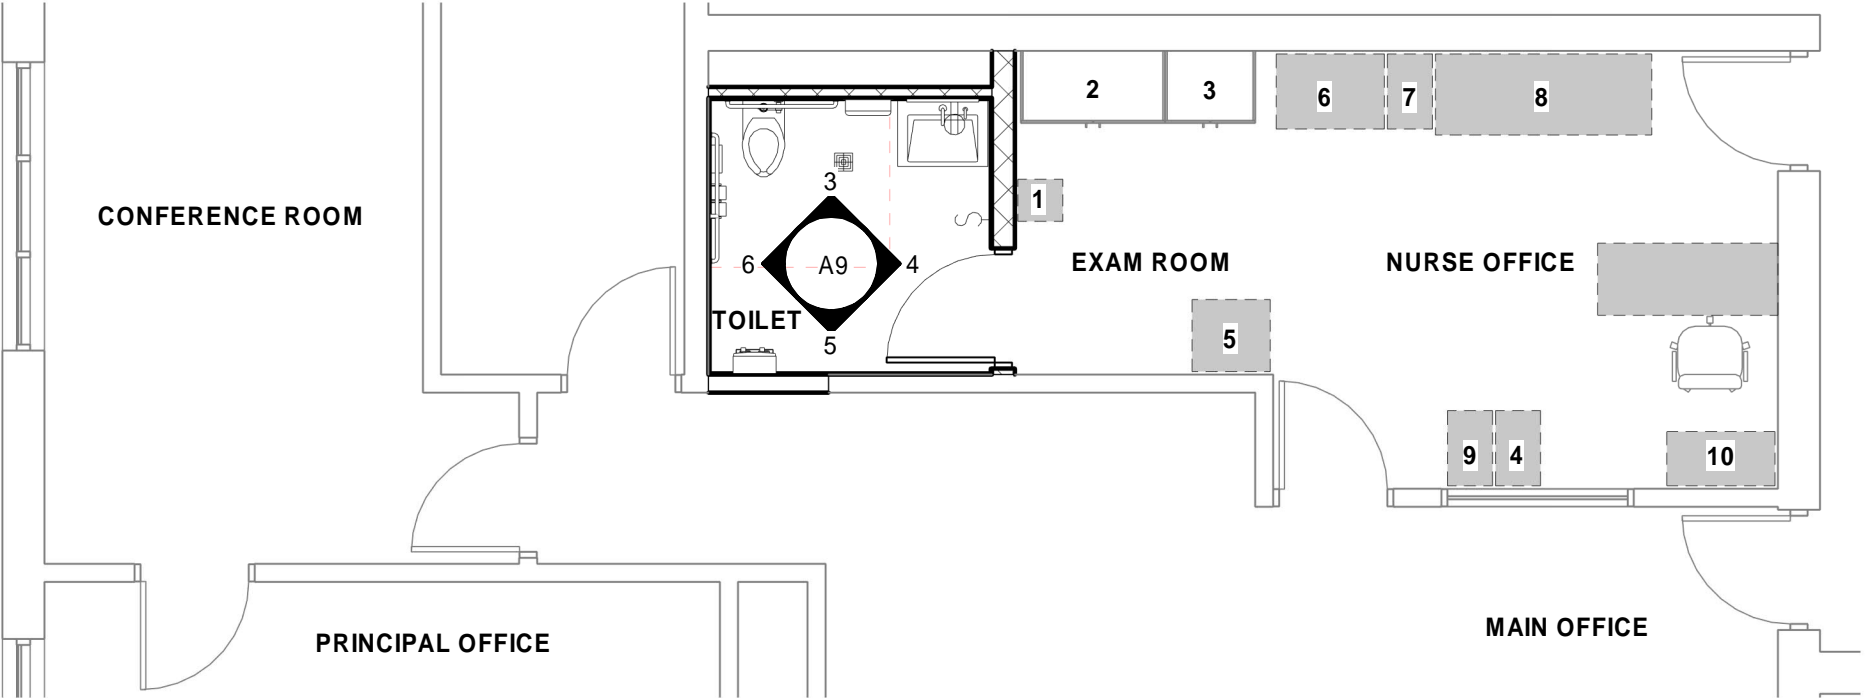 2
3
6
7
8
3
1
CONFERENCE ROOM
6
A9
4
EXAM ROOM
NURSE OFFICE
TOILET
5
5
9
4
10
MAIN OFFICE
PRINCIPAL OFFICE